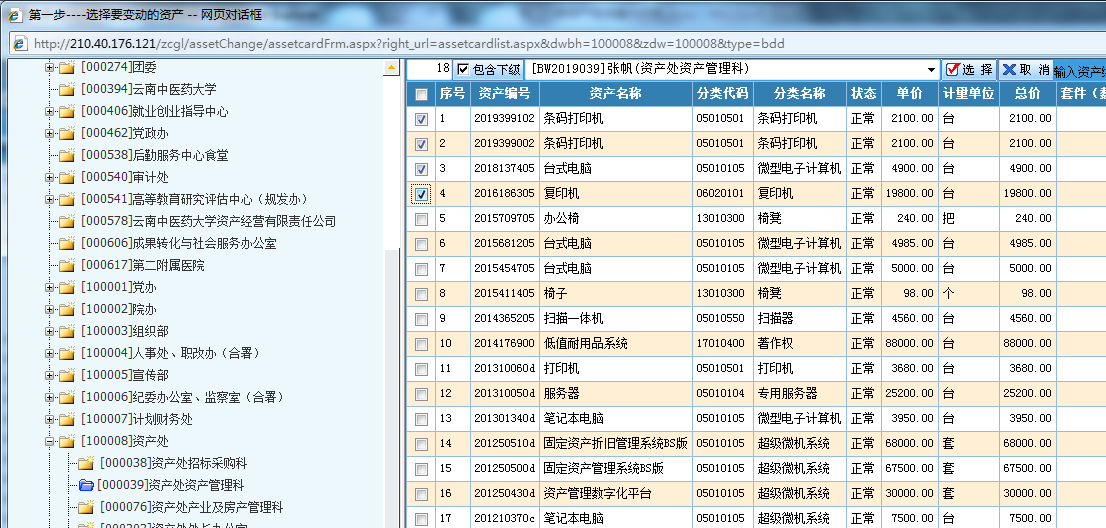 第一步----选择要变动的资产 -- 网页对话框
http://210.40.176.121/zcgl/assetChange/assetcardFrm.aspx?right_url=assetcardlist.aspx&dwbh=100008&zdw=100008&type=bdd
[000274]团委
[000394]云南中医药大学
[000406]就业创业指导中心
[000462]党政办
[000538]后勤服务中心食堂
[000540]审计处
[000541]高等教育研究评估中心（规发办）
[000578]云南中医药大学资产经营有限责任公司
[000606]成果转化与社会服务办公室
[000617]第二附属医院
[100001]党办
[100002]院办
[100003]组织部
[100004]人事处、职改办（合署）
[100005]宣传部
[100006]纪委办公室、监察室（合署）
[100007]计划财务处
[100008]资产处
[000038]资产处招标采购科
[000039]资产处资产管理科
[000076]资产处产业及房产管理科
18 包含下级 [BW2019039]张帆(资产处资产管理科) 选 择 取 消 输入资产编
序号 资产编号 资产名称 分类代码 分类名称 状态 单价 计量单位 总价 套件（数
1 2019399102 条码打印机 05010501 条码打印机 正常 2100.00 台 2100.00
2 2019399002 条码打印机 05010501 条码打印机 正常 2100.00 台 2100.00
3 2018137405 台式电脑 05010105 微型电子计算机 正常 4900.00 台 4900.00
4 2016186305 复印机 06020101 复印机 正常 19800.00 台 19800.00
5 2015709705 办公椅 13010300 椅凳 正常 240.00 把 240.00
6 2015681205 台式电脑 05010105 微型电子计算机 正常 4985.00 台 4985.00
7 2015454705 台式电脑 05010105 微型电子计算机 正常 5000.00 台 5000.00
8 2015411405 椅子 13010300 椅凳 正常 98.00 个 98.00
9 2014365205 扫描一体机 05010550 扫描器 正常 4560.00 台 4560.00
10 2014176900 低值耐用品系统 17010400 著作权 正常 88000.00 台 88000.00
11 201310060d 打印机 05010501 打印机 正常 3680.00 台 3680.00
12 201310050d 服务器 05010104 专用服务器 正常 25200.00 台 25200.00
13 201301340d 笔记本电脑 05010105 微型电子计算机 正常 3950.00 台 3950.00
14 201250510d 固定资产折旧管理系统BS版 05010105 超级微机系统 正常 68000.00 套 68000.00
15 201250500d 固定资产管理系统BS版 05010105 超级微机系统 正常 67500.00 套 67500.00
16 201250430d 资产管理数字化平台 05010105 超级微机系统 正常 30000.00 套 30000.00
17 201210370c 笔记本电脑 05010105 超级微机系统 正常 7500.00 台 7500.00